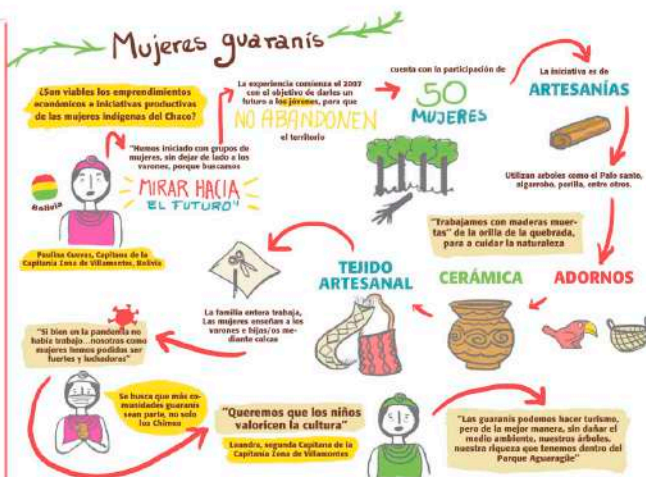 Mujeres guaranís
¿Son viables los emprendimientos
económicos e iniciativas productivas
de las mujeres indígenas del Chaco?
"Hemos iniciado con grupos de
mujeres, sin dejar de lado a los
varones, porque buscamos
MIRAR HACIA
EL FUTURO"
Bolivia
Paulina Cuevas, Capitana de la
Capitanía Zona de Villamontes, Bolivia
La experiencia comienza el 2007
con el objetivo de darles un
futuro a los jóvenes, para que
NO ABANDONEN
el territorio
cuenta con la participación de
50
MUJERES
La iniciativa es de
ARTESANÍAS
Utilizan arboles como el Palo santo,
algarrobo, perilla, entre otros.
"Trabajamos con maderas muer-
tas" de la orilla de la quebrada,
para a cuidar la naturaleza
ADORNOS
CERÁMICA
TEJIDO
ARTESANAL
La familia entera trabaja,
Las mujeres enseñan a los
varones e hijas/os me-
diante calcas
"Si bien en la pandemia no
había trabajo...nosotras como
mujeres hemos podidos ser
fuertes y luchadoras"
Se busca que más co-
munidades guaranís
sean parte, no solo
los
"Queremos que los niños
valoricen la cultura"
Leandra, segunda Capitana de la
Capitanía Zona de Villamontes
"Las guaranís podemos hacer turismo,
pero de la mejor manera, sin dañar el
medio ambiente, nuestros árboles,
nuestra riqueza que tenemos dentro del
Parque Aguaragüe"